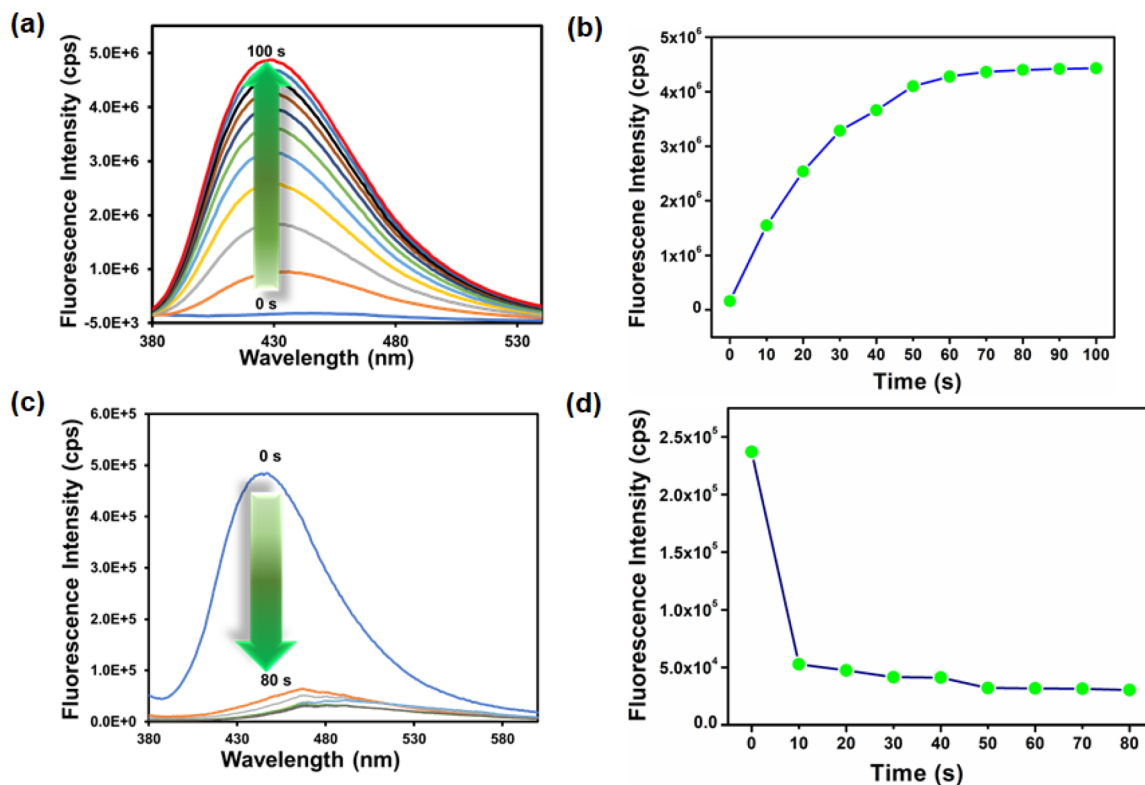 (a)
Fluorescence Intensity (cps)
5.0E+6
4.0E+6
3.0E+6
2.0E+6
1.0E+6
-5.0E+3
100 s
0 s
380 430 480 530
Wavelength (nm)
(b)
Fluorescene Intensity (cps)
5x10⁶
4x10⁶
3x10⁶
2x10⁶
1x10⁶
0
0 10 20 30 40 50 60 70 80 90 100
Time (s)
(c)
Fluorescence Intensity (cps)
6.0E+5
5.0E+5
4.0E+5
3.0E+5
2.0E+5
1.0E+5
0.0E+0
0 s
80 s
380 430 480 530 580
Wavelength (nm)
(d)
Fluorescence Intensity (cps)
2.5x10⁵
2.0x10⁵
1.5x10⁵
1.0x10⁵
5.0x10⁴
0.0
0 10 20 30 40 50 60 70 80
Time (s)